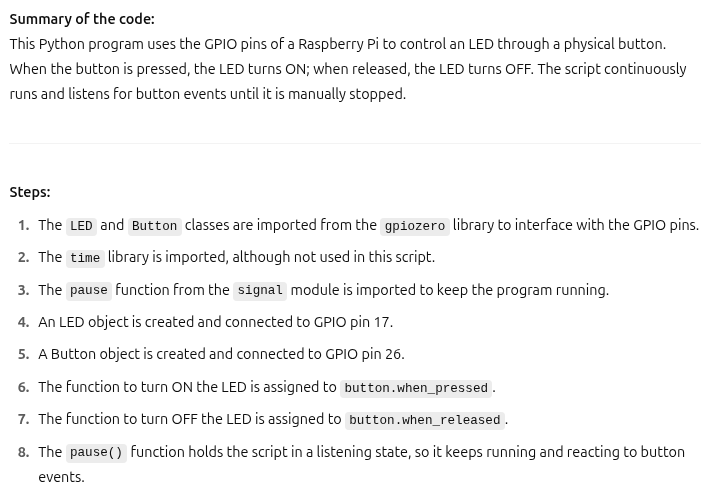 Summary of the code:
This Python program uses the GPIO pins of a Raspberry Pi to control an LED through a physical button.
When the button is pressed, the LED turns ON; when released, the LED turns OFF. The script continuously
runs and listens for button events until it is manually stopped.
Steps:
1. The LED and Button classes are imported from the gpiozero library to interface with the GPIO pins.
2. The time library is imported, although not used in this script.
3. The pause function from the signal module is imported to keep the program running.
4. An LED object is created and connected to GPIO pin 17.
5. A Button object is created and connected to GPIO pin 26.
6. The function to turn ON the LED is assigned to button.when_pressed.
7. The function to turn OFF the LED is assigned to button.when_released.
8. The pause() function holds the script in a listening state, so it keeps running and reacting to button
events.